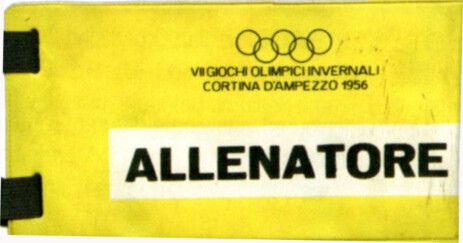 VII GIOCHI OLIMPICI INVERNALI
CORTINA D'AMPEZZO 1956
ALLENATORE